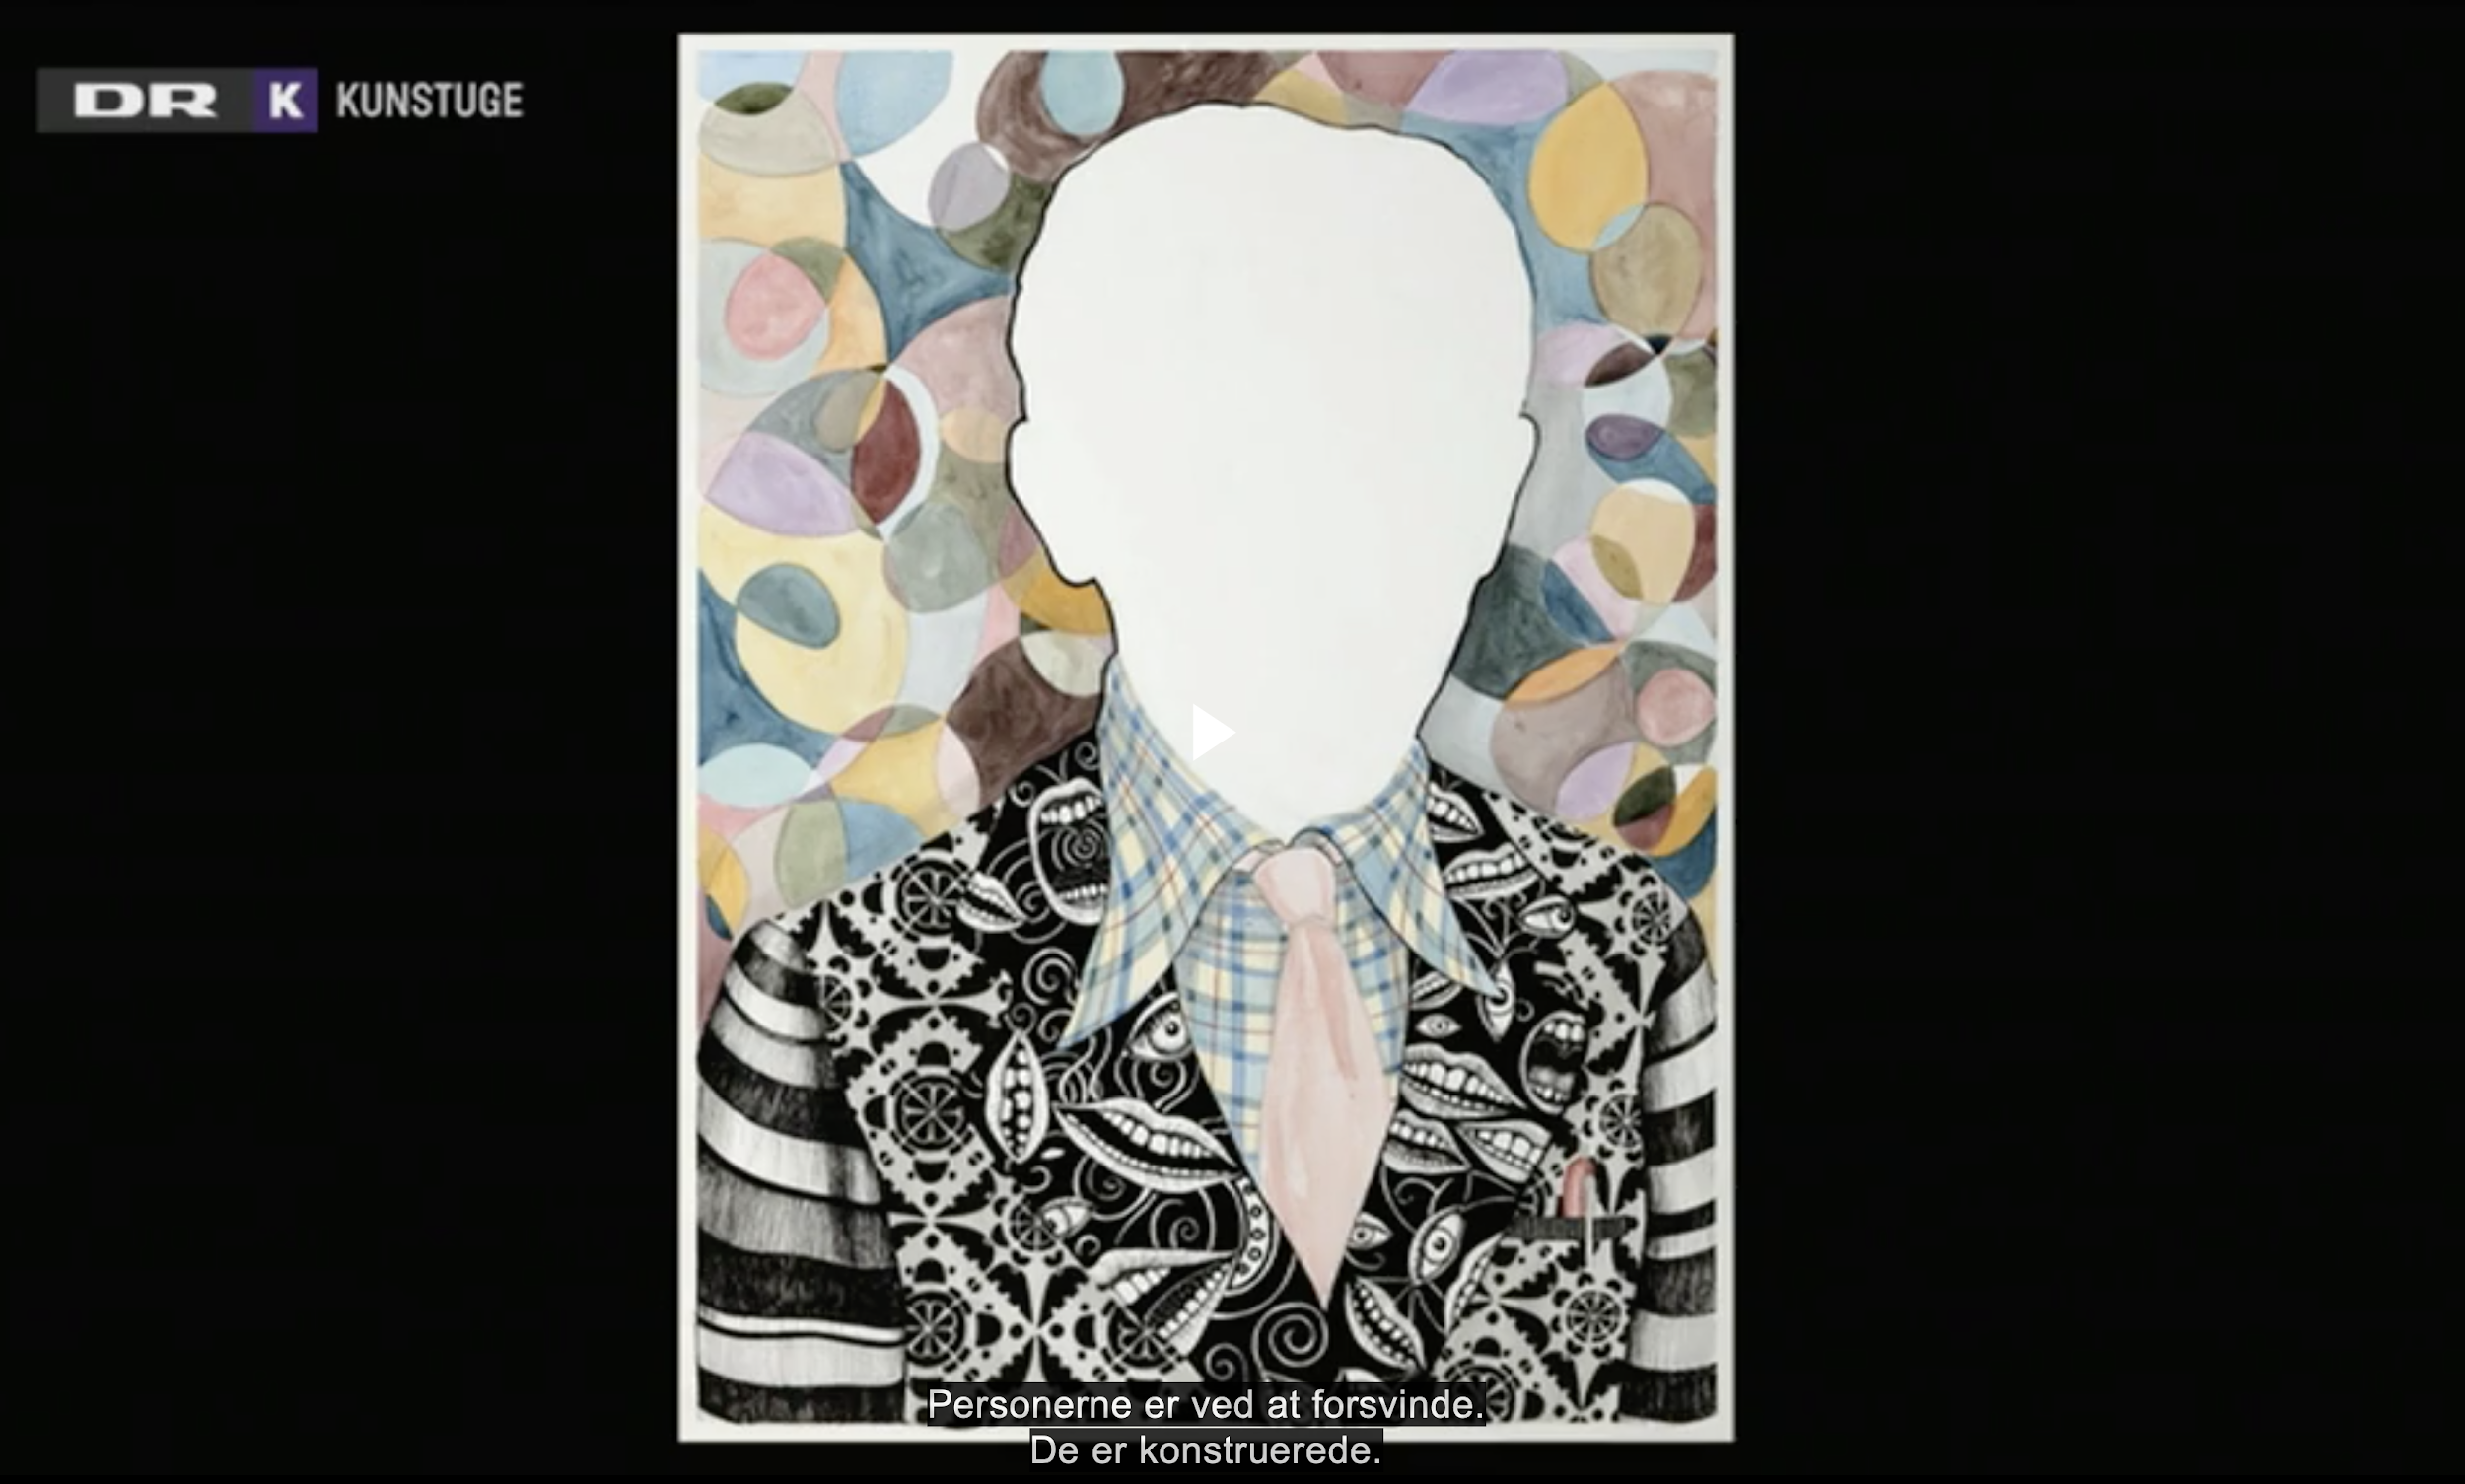 DR K KUNSTUGE
Personerne er ved at forsvinde.
De er konstruerede.